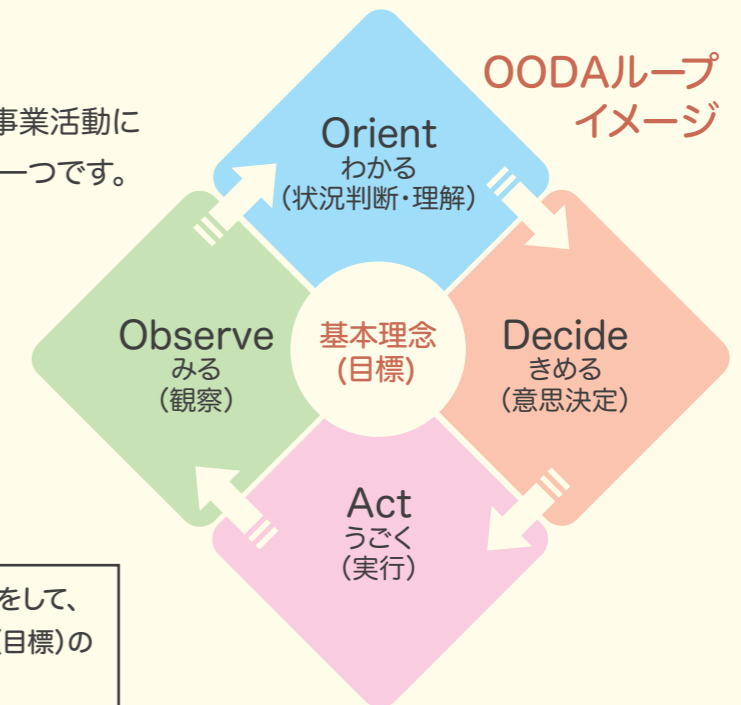 OODAループ
イメージ
事業活動に
一つです。
Orient
わかる
（状況判断・理解）
Observe
みる
（観察）
基本理念
(目標)
Decide
きめる
（意思決定）
Act
うごく
（実行）
をして、
（目標）の